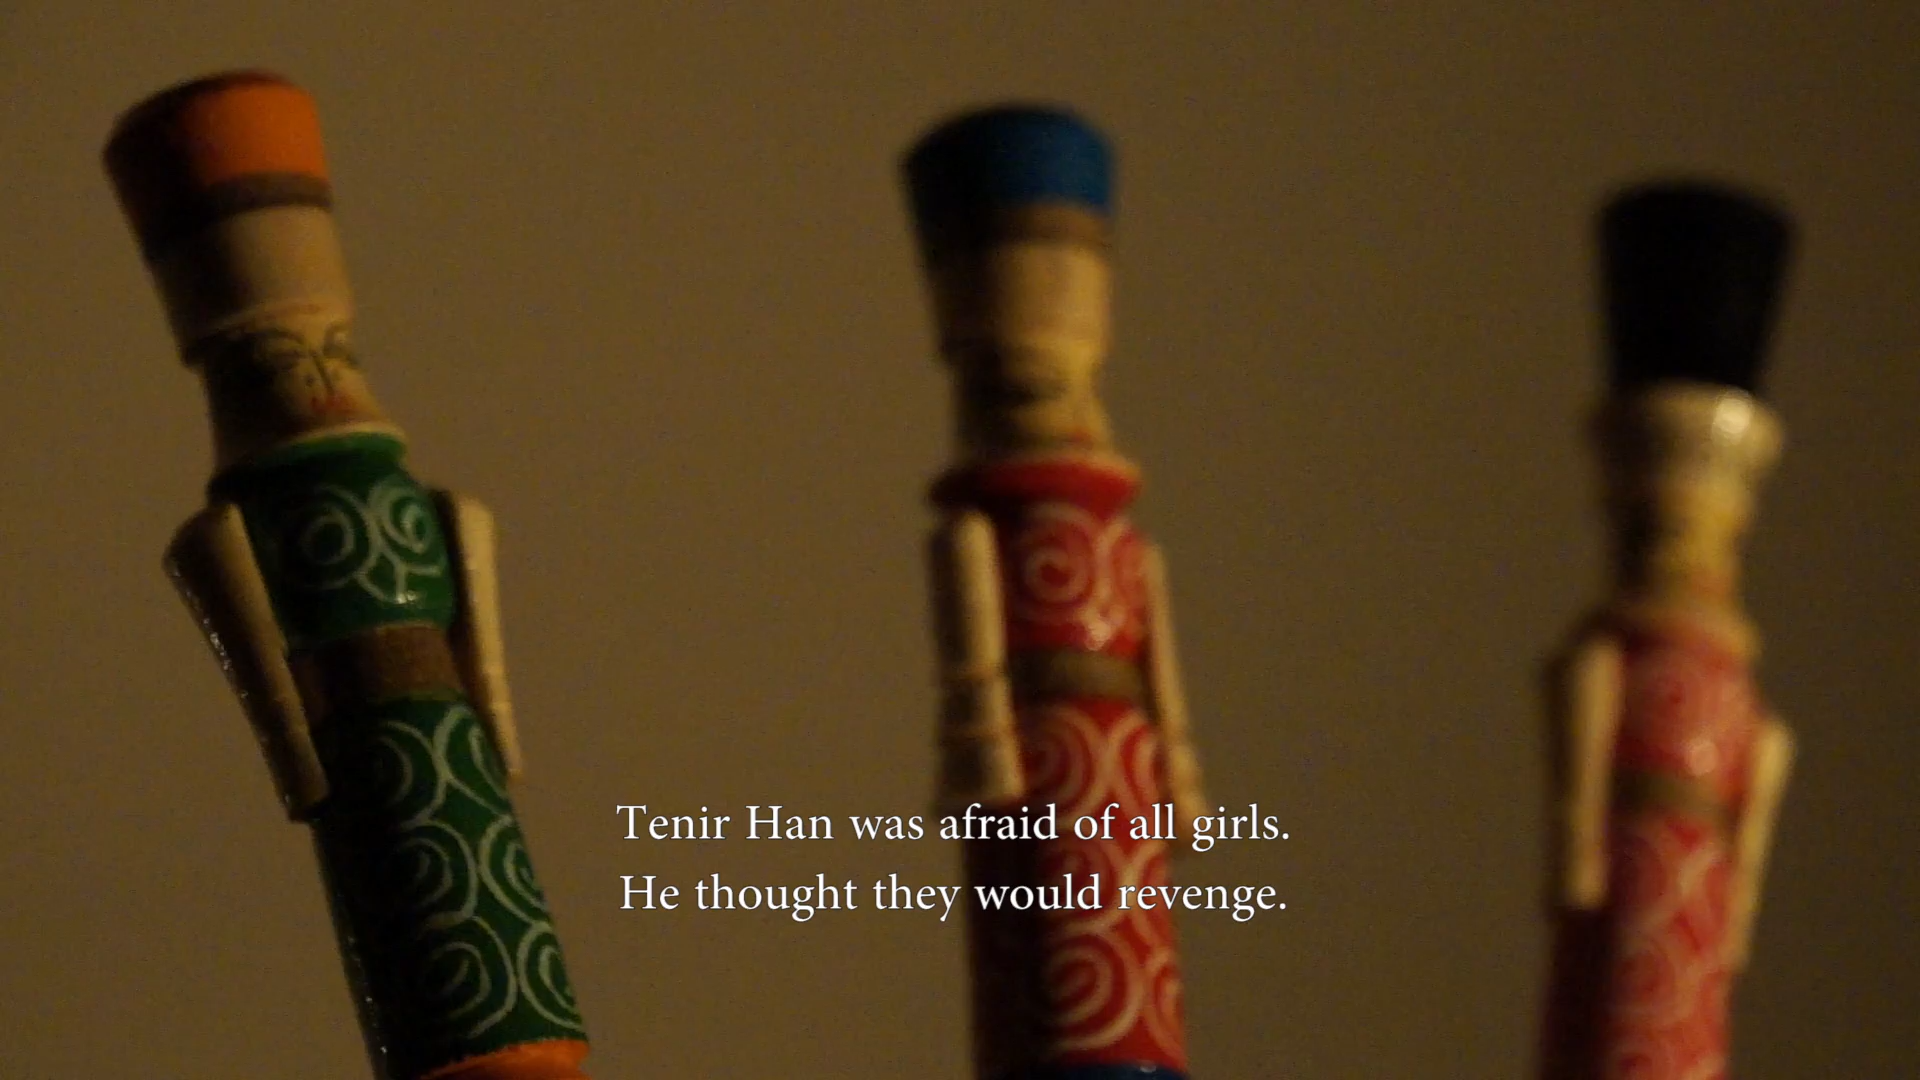 Tenir Han was afraid of all girls.
He thought they would revenge.